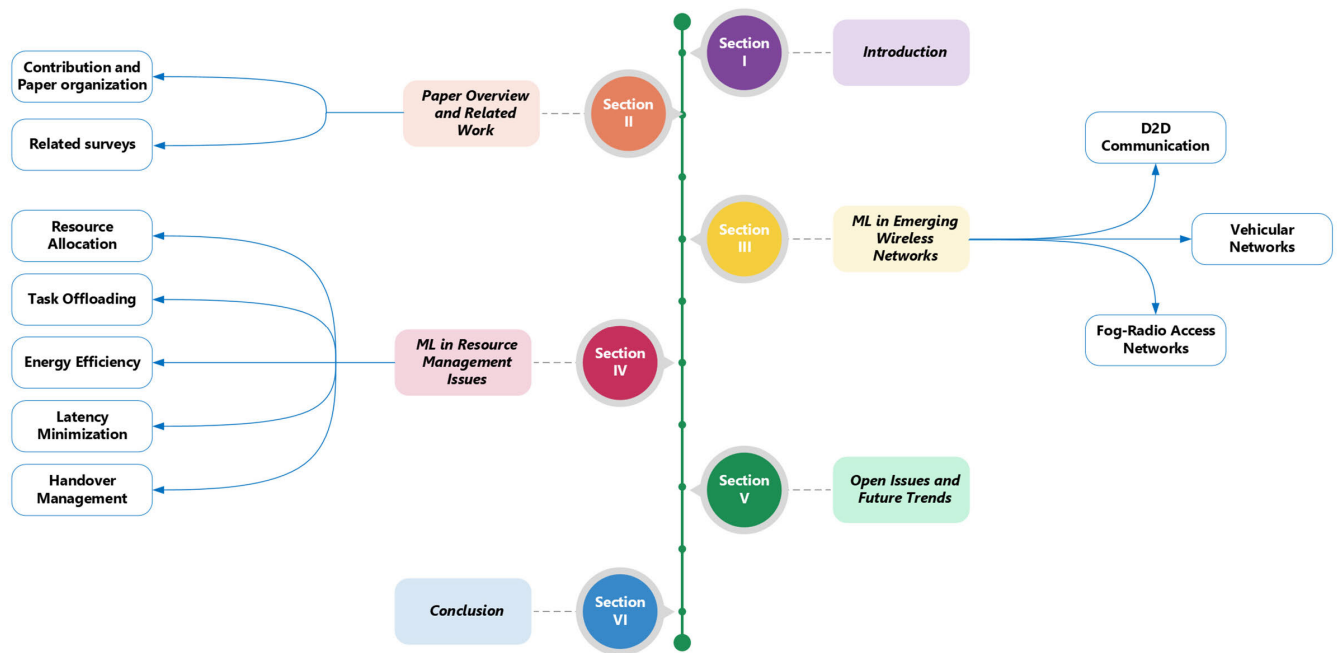 Section
I
Introduction
Contribution and
Paper organization
Related surveys
Paper Overview
and Related
Work
Section
II
Section
III
ML in Emerging
Wireless
Networks
D2D
Communication
Vehicular
Networks
Fog-Radio Access
Networks
Resource
Allocation
Task Offloading
Energy Efficiency
Latency
Minimization
Handover
Management
ML in Resource
Management
Issues
Section
IV
Section
V
Open Issues and
Future Trends
Conclusion
Section
VI